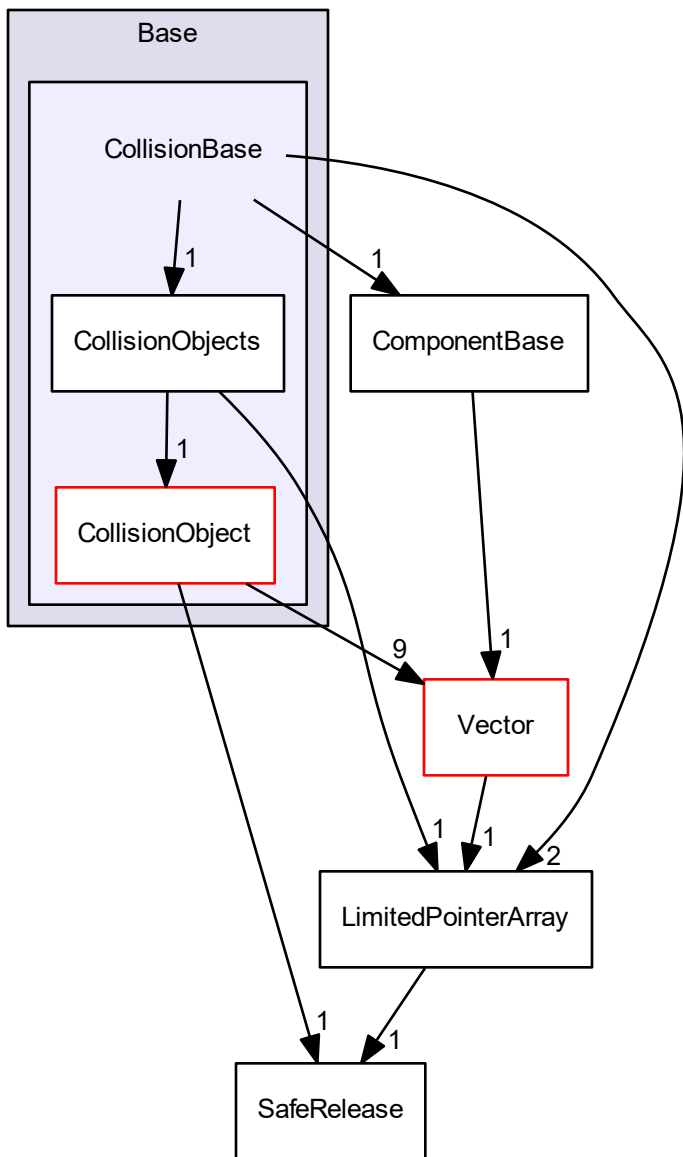 Base
CollisionBase
1
1
CollisionObjects
ComponentBase
1
CollisionObject
9
1
Vector
1
1
2
LimitedPointerArray
1
1
SafeRelease